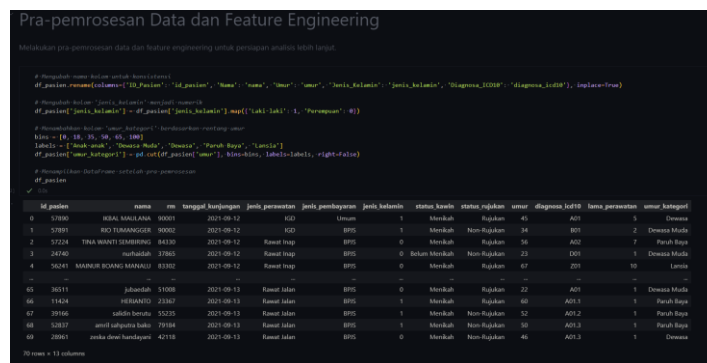 Pra-pemrosesan Data dan Feature Engineering
Melakukan pra-pemrosesan data dan feature engineering untuk persiapan analisis lebih lanjut.
# Mengubah nama kolom untuk konsistensi
df_pasien.rename(columns={'ID_Pasien': 'id_pasien', 'Nama': 'nama', 'Umur': 'umur', 'Jenis_Kelamin': 'jenis_kelamin', 'Diagnosa_ICD10': 'diagnosa_icd10'}, inplace=True)
# Mengubah kolom 'jenis_kelamin' menjadi numerik
df_pasien['jenis_kelamin'] = df_pasien['jenis_kelamin'].map({'Laki-laki': 1, 'Perempuan': 0})
# Menambahkan kolom 'umur_kategori' berdasarkan rentang umur
bins = [0, 18, 35, 50, 65, 100]
labels = ['Anak-anak', 'Dewasa Muda', 'Dewasa', 'Paruh Baya', 'Lansia']
df_pasien['umur_kategori'] = pd.cut(df_pasien['umur'], bins=bins, labels=labels, right=False)
# Menampilkan DataFrame setelah pra-pemrosesan
df_pasien
id_pasien nama rm tanggal_kunjungan jenis_perawatan jenis_pembayaran jenis_kelamin status_kawin status_rujukan umur diagnosa_icd10 lama_perawatan umur_kategori
0 57890 IKBAL MAULANA 90001 2021-09-12 IGD Umum 1 Menikah Rujukan 45 A01 5 Dewasa
1 57891 RIO TUMANGGER 90002 2021-09-12 IGD BPJS 1 Menikah Non-Rujukan 34 B01 2 Dewasa Muda
2 57224 TINA WANTI SEMBIRING 84330 2021-09-12 Rawat Inap BPJS 0 Menikah Rujukan 56 A02 7 Paruh Baya
3 24740 nurhaidah 37865 2021-09-12 Rawat Inap BPJS 0 Belum Menikah Non-Rujukan 23 D01 1 Dewasa Muda
4 56241 MAINUR BOANG MANALU 83302 2021-09-12 Rawat Inap BPJS 0 Menikah Rujukan 67 Z01 10 Lansia
... ... ... ... ... ... ... ... ... ... ... ... ... ...
65 36511 jubaedah 51008 2021-09-13 Rawat Jalan BPJS 0 Menikah Rujukan 22 A01 1 Dewasa Muda
66 11424 HERIANTO 23367 2021-09-13 Rawat Jalan BPJS 1 Menikah Rujukan 60 A01.1 1 Paruh Baya
67 39166 salidin berutu 55235 2021-09-13 Rawat Jalan BPJS 1 Menikah Non-Rujukan 52 A01.2 1 Paruh Baya
68 52837 amril sahputra bako 79184 2021-09-13 Rawat Jalan BPJS 1 Menikah Non-Rujukan 50 A01.3 1 Paruh Baya
69 28961 zeska dewi handayani 42118 2021-09-13 Rawat Jalan BPJS 0 Menikah Non-Rujukan 46 A01.3 1 Dewasa
70 rows × 13 columns